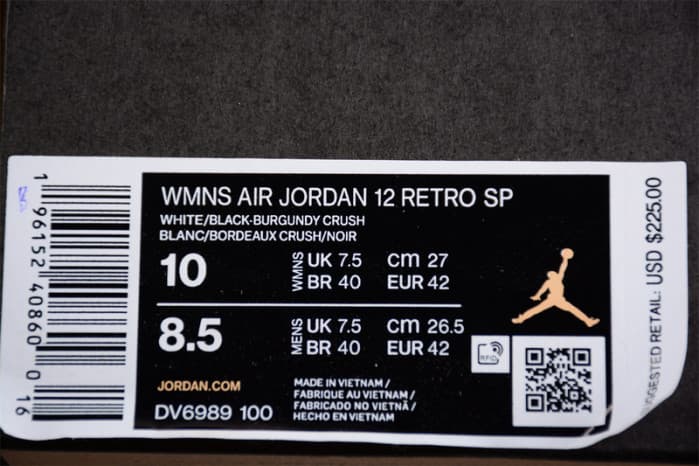 WMNS AIR JORDAN 12 RETRO SP
WHITE/BLACK-BURGUNDY CRUSH
BLANC/BORDEAUX CRUSH/NOIR
10
WMNS
UK 7.5 cm 27
BR 40 EUR 42
8.5
MENS
UK 7.5 cm 26.5
BR 40 EUR 42
RFID
JORDAN.COM
DV6989 100
MADE IN VIETNAM /
FABRIQUE AU VIETNAM /
FABRICADO NO VIETNÃ /
HECHO EN VIETNAM
1 96152 40860 0 16
RETAIL: USD $225.00